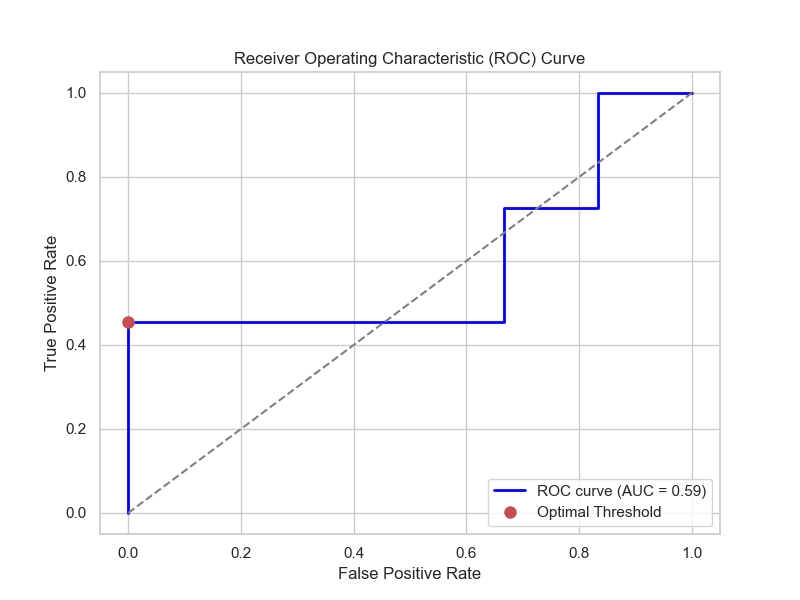 Receiver Operating Characteristic (ROC) Curve
True Positive Rate
1.0
0.8
0.6
0.4
0.2
0.0
ROC curve (AUC = 0.59)
Optimal Threshold
0.0 0.2 0.4 0.6 0.8 1.0
False Positive Rate